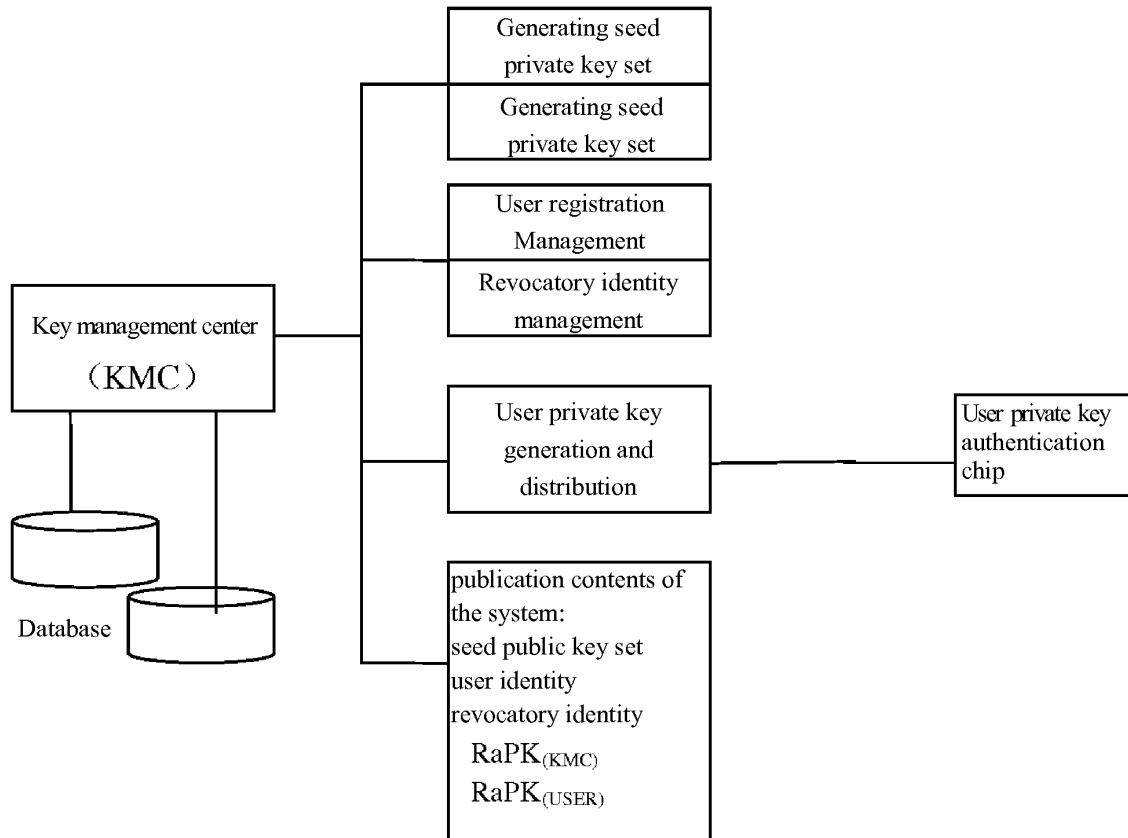 Generating seed
private key set
Generating seed
private key set
User registration
Management
Revocatory identity
management
Key management center
（KMC）
User private key
generation and
distribution
User private key
authentication
chip
Database
publication contents of
the system:
seed public key set
user identity
revocatory identity
RaPK(KMC)
RaPK(USER)